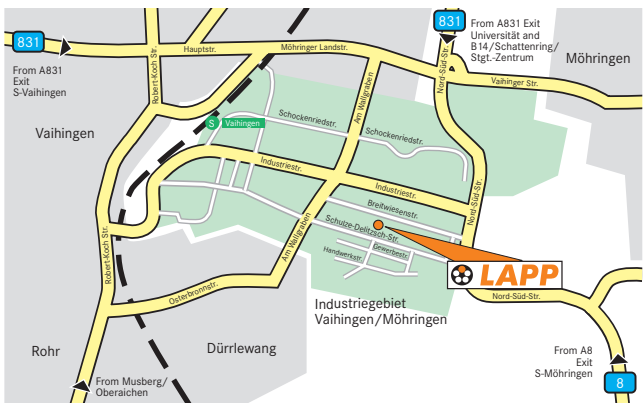 831
From A831
Exit
S-Vaihingen
Robert-Koch Str.
Hauptstr.
Möhringer Landstr.
831
From A831 Exit
Universität and
B14/Schattenring/
Stgt.-Zentrum
Möhringen
Nord-Süd-Str.
Vaihinger Str.
Vaihingen
S
Vaihingen
Schockenriedstr.
Schockenriedstr.
Am Wallgraben
Industriestr.
Industriestr.
Breitwiesenstr.
Nord-Süd-Str.
Schulze-Delitzsch-Str.
Gewerbestr.
Handwerkstr.
Am Wallgraben
Robert-Koch Str.
Osterbronnstr.
LAPP
Nord-Süd-Str.
Industriegebiet
Vaihingen/Möhringen
Rohr
Dürrlewang
From Musberg/
Oberaichen
From A8
Exit
S-Möhringen
8